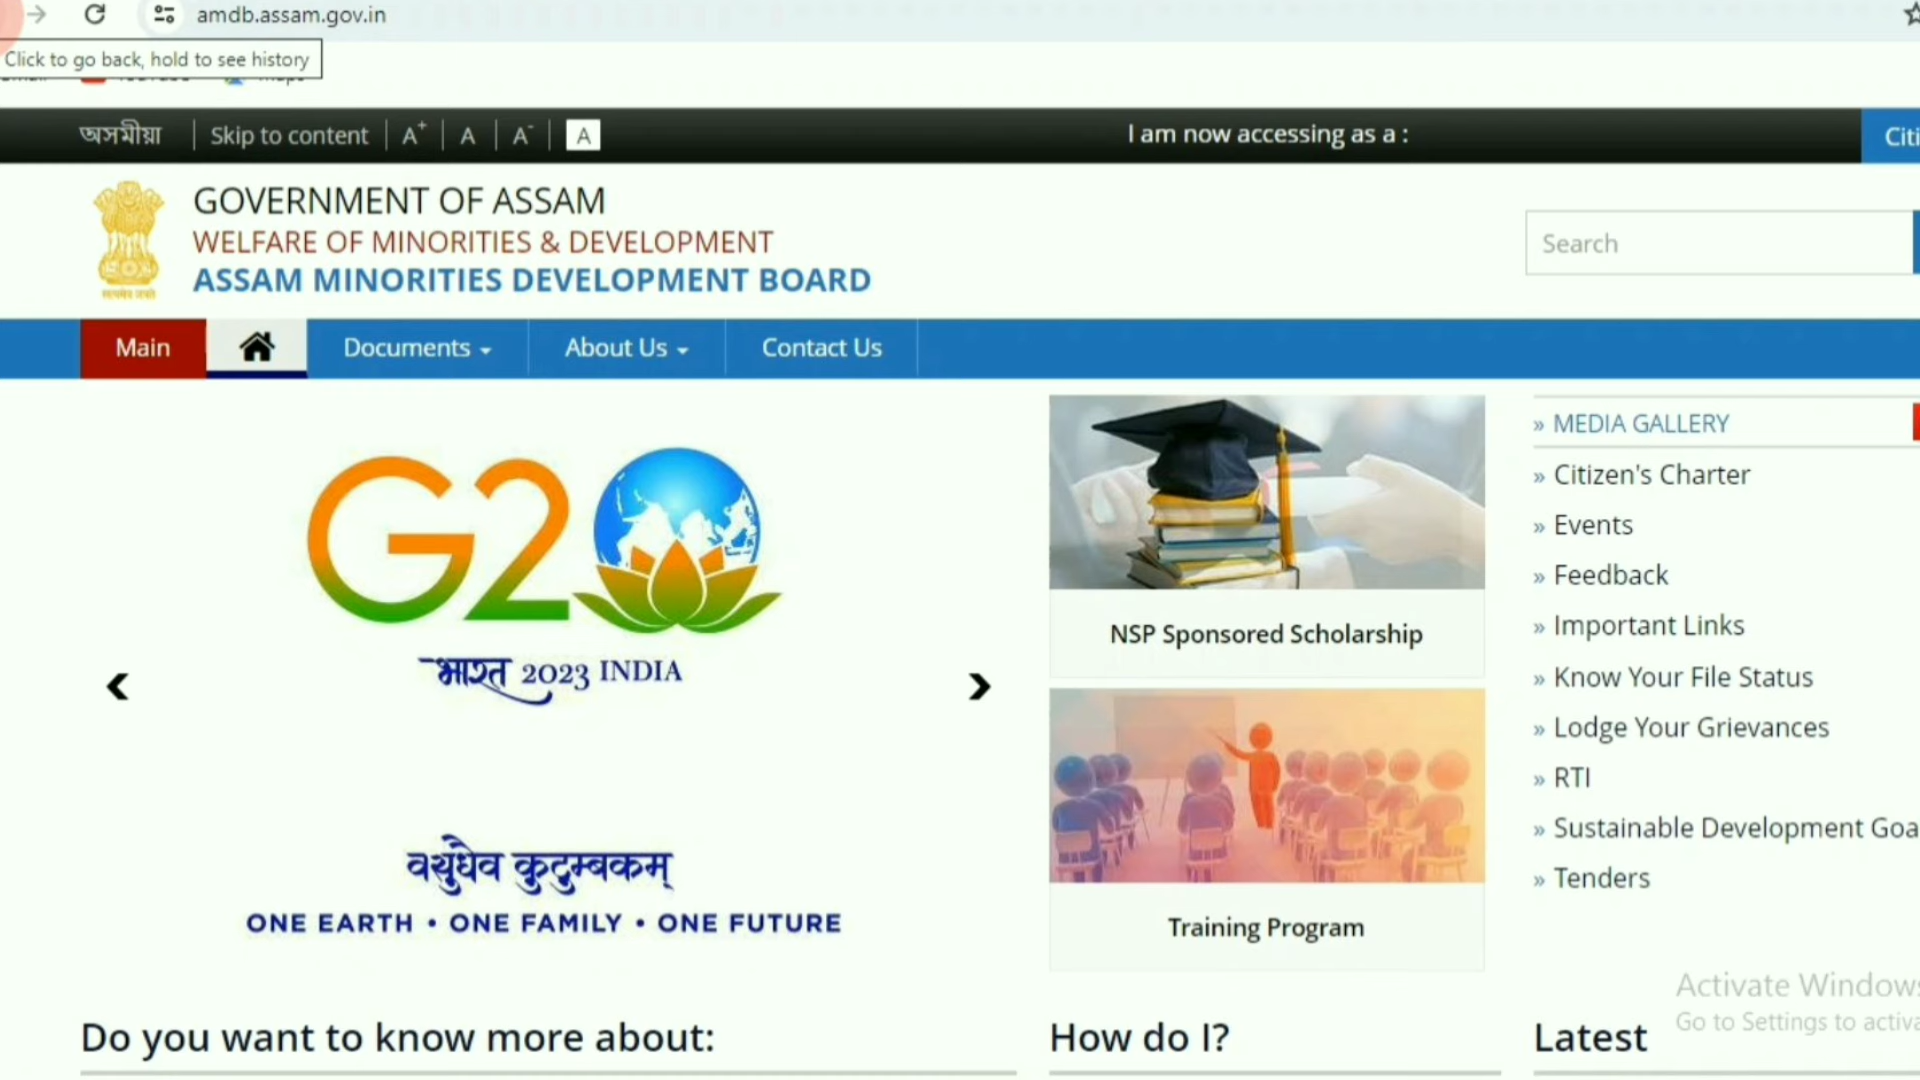 amdb.assam.gov.in
Click to go back, hold to see history
অসমীয়া
Skip to content
A+
A
A-
A
I am now accessing as a :
GOVERNMENT OF ASSAM
WELFARE OF MINORITIES & DEVELOPMENT
ASSAM MINORITIES DEVELOPMENT BOARD
Search
Main
Documents
About Us
Contact Us
G20
भारत 2023 INDIA
वसुधैव कुटुम्बकम्
ONE EARTH • ONE FAMILY • ONE FUTURE
NSP Sponsored Scholarship
Training Program
» MEDIA GALLERY
» Citizen's Charter
» Events
» Feedback
» Important Links
» Know Your File Status
» Lodge Your Grievances
» RTI
» Sustainable Development
» Tenders
Activate Windows
Go to Settings to
Do you want to know more about:
How do I?
Latest